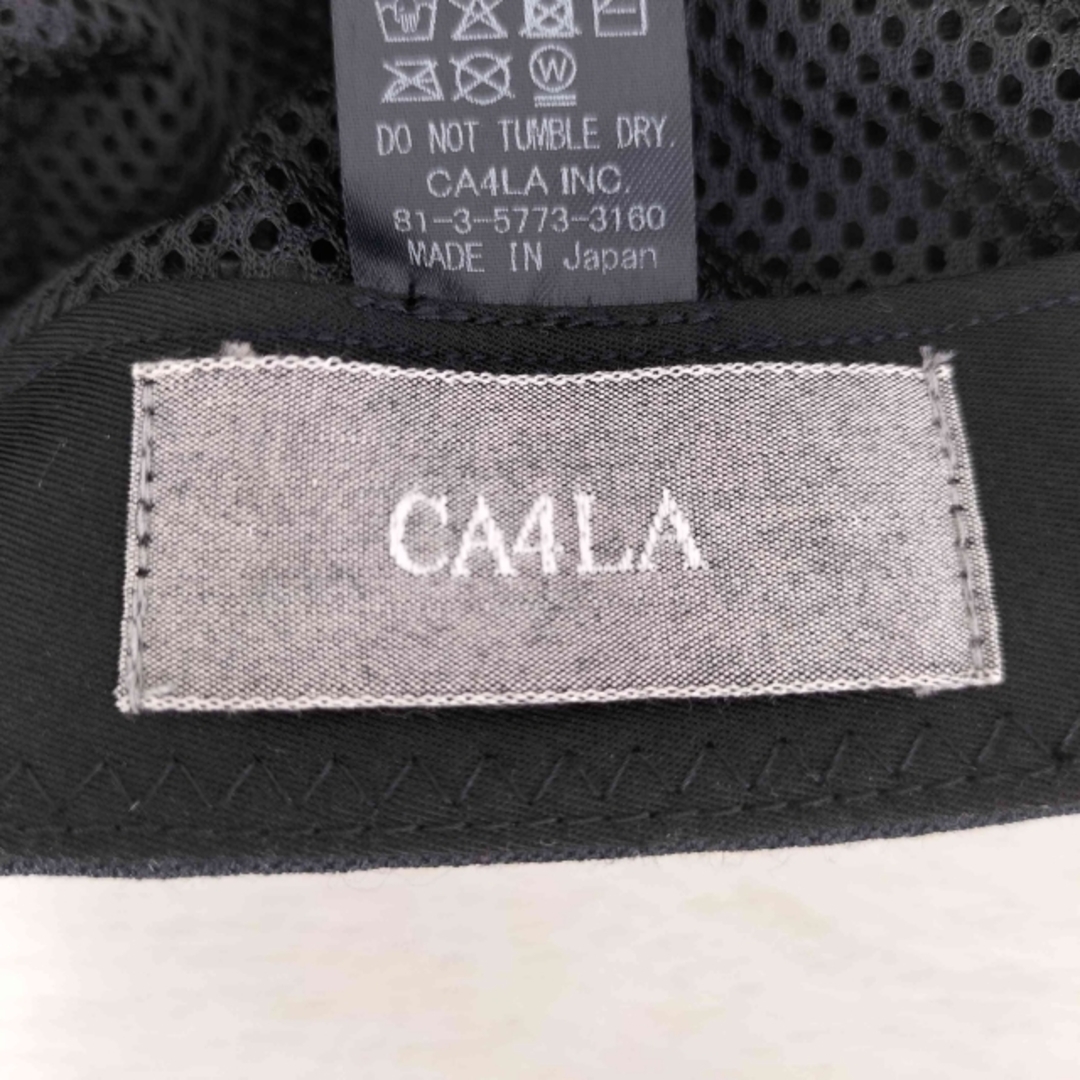 W
DO NOT TUMBLE DRY.
CA4LA INC.
81-3-5773-3160
MADE IN Japan
CA4LA